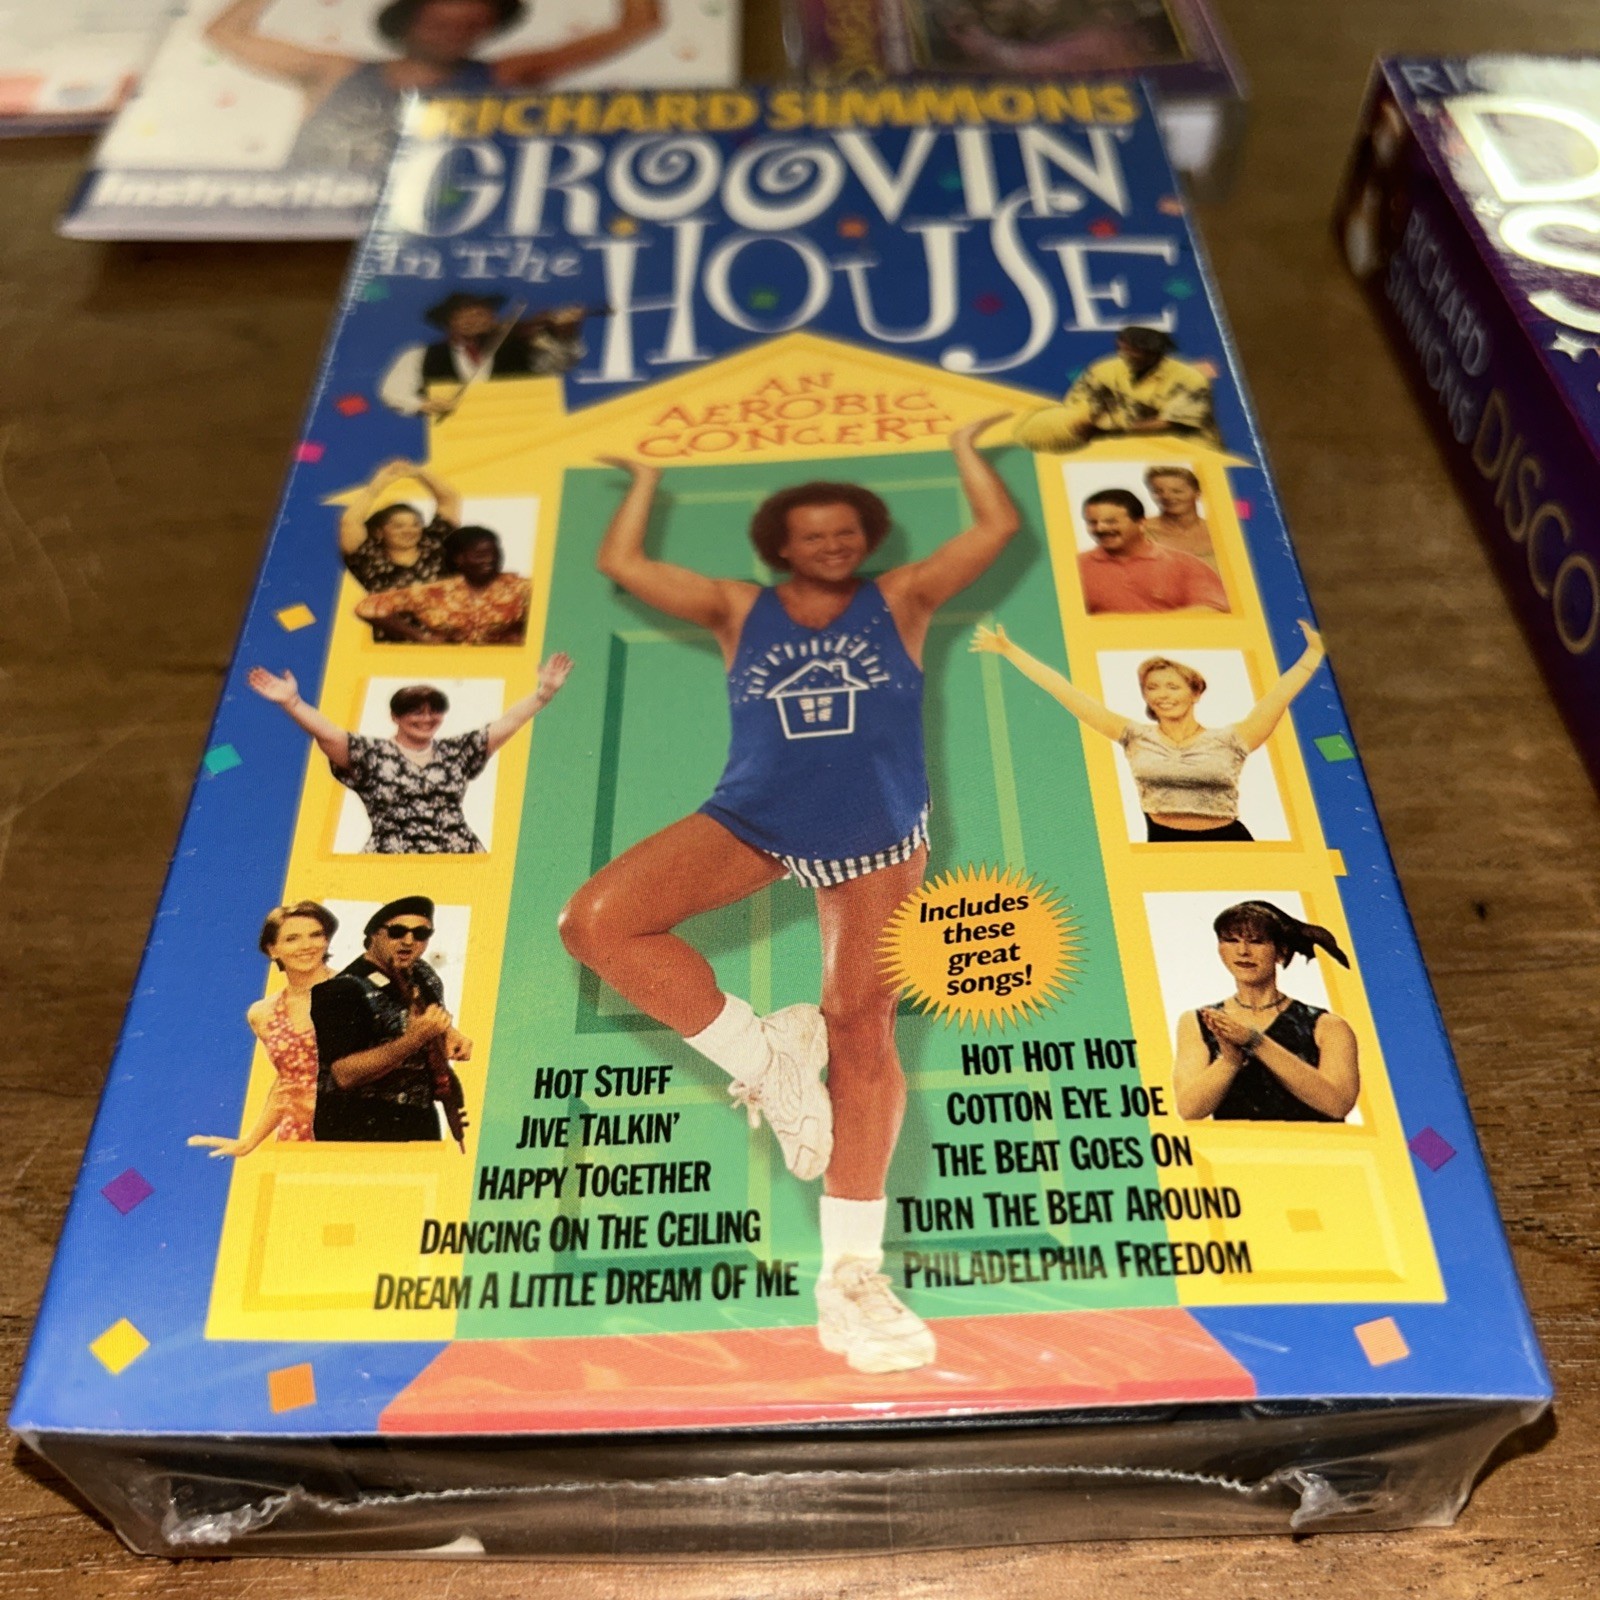 Instructio
RICHARD SIMMONS
GROOVIN'
In The HOUSE
AN
AEROBIC
CONCERT
Includes
these
great
songs!
HOT STUFF
JIVE TALKIN'
HAPPY TOGETHER
DANCING ON THE CEILING
DREAM A LITTLE DREAM OF ME
HOT HOT HOT
COTTON EYE JOE
THE BEAT GOES ON
TURN THE BEAT AROUND
PHILADELPHIA FREEDOM
RICHARD
SIMMONS
DISCO